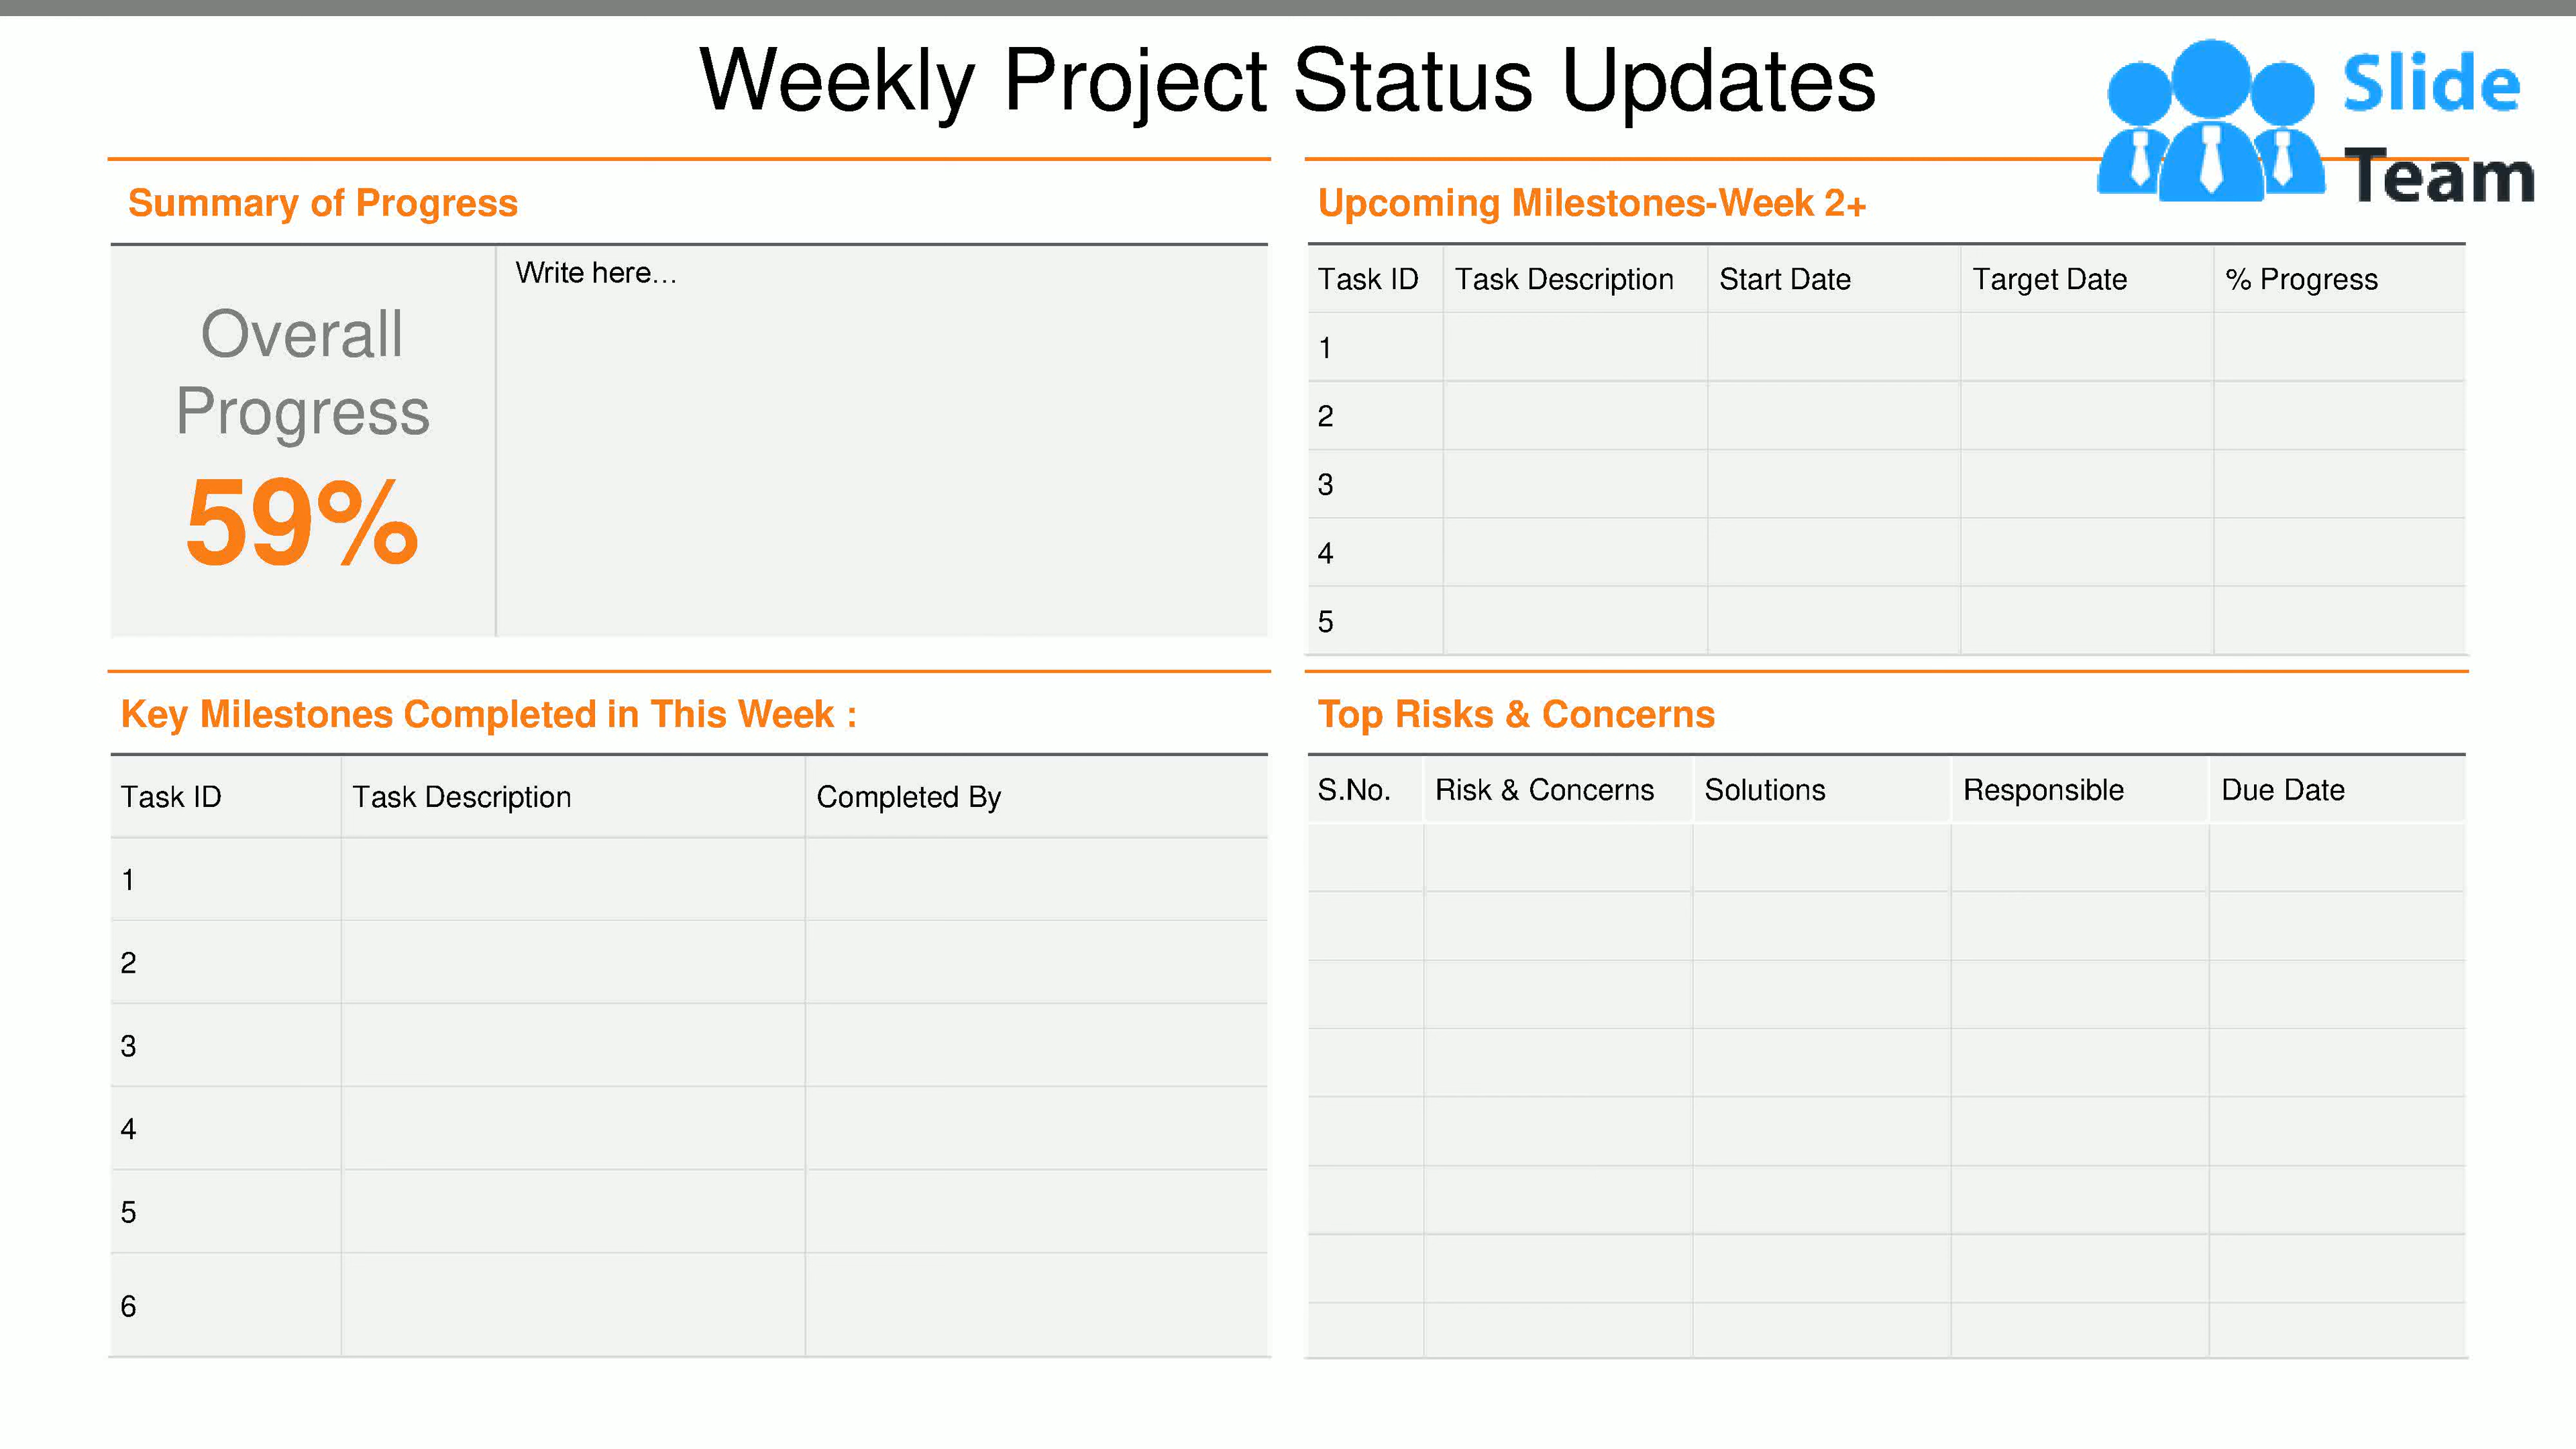 Weekly Project Status Updates
Slide
Team
Summary of Progress
Overall
Progress
59%
Write here...
Upcoming Milestones-Week 2+
Task ID Task Description Start Date Target Date % Progress
1
2
3
4
5
Key Milestones Completed in This Week :
Task ID Task Description Completed By
1
2
3
4
5
6
Top Risks & Concerns
S.No. Risk & Concerns Solutions Responsible Due Date